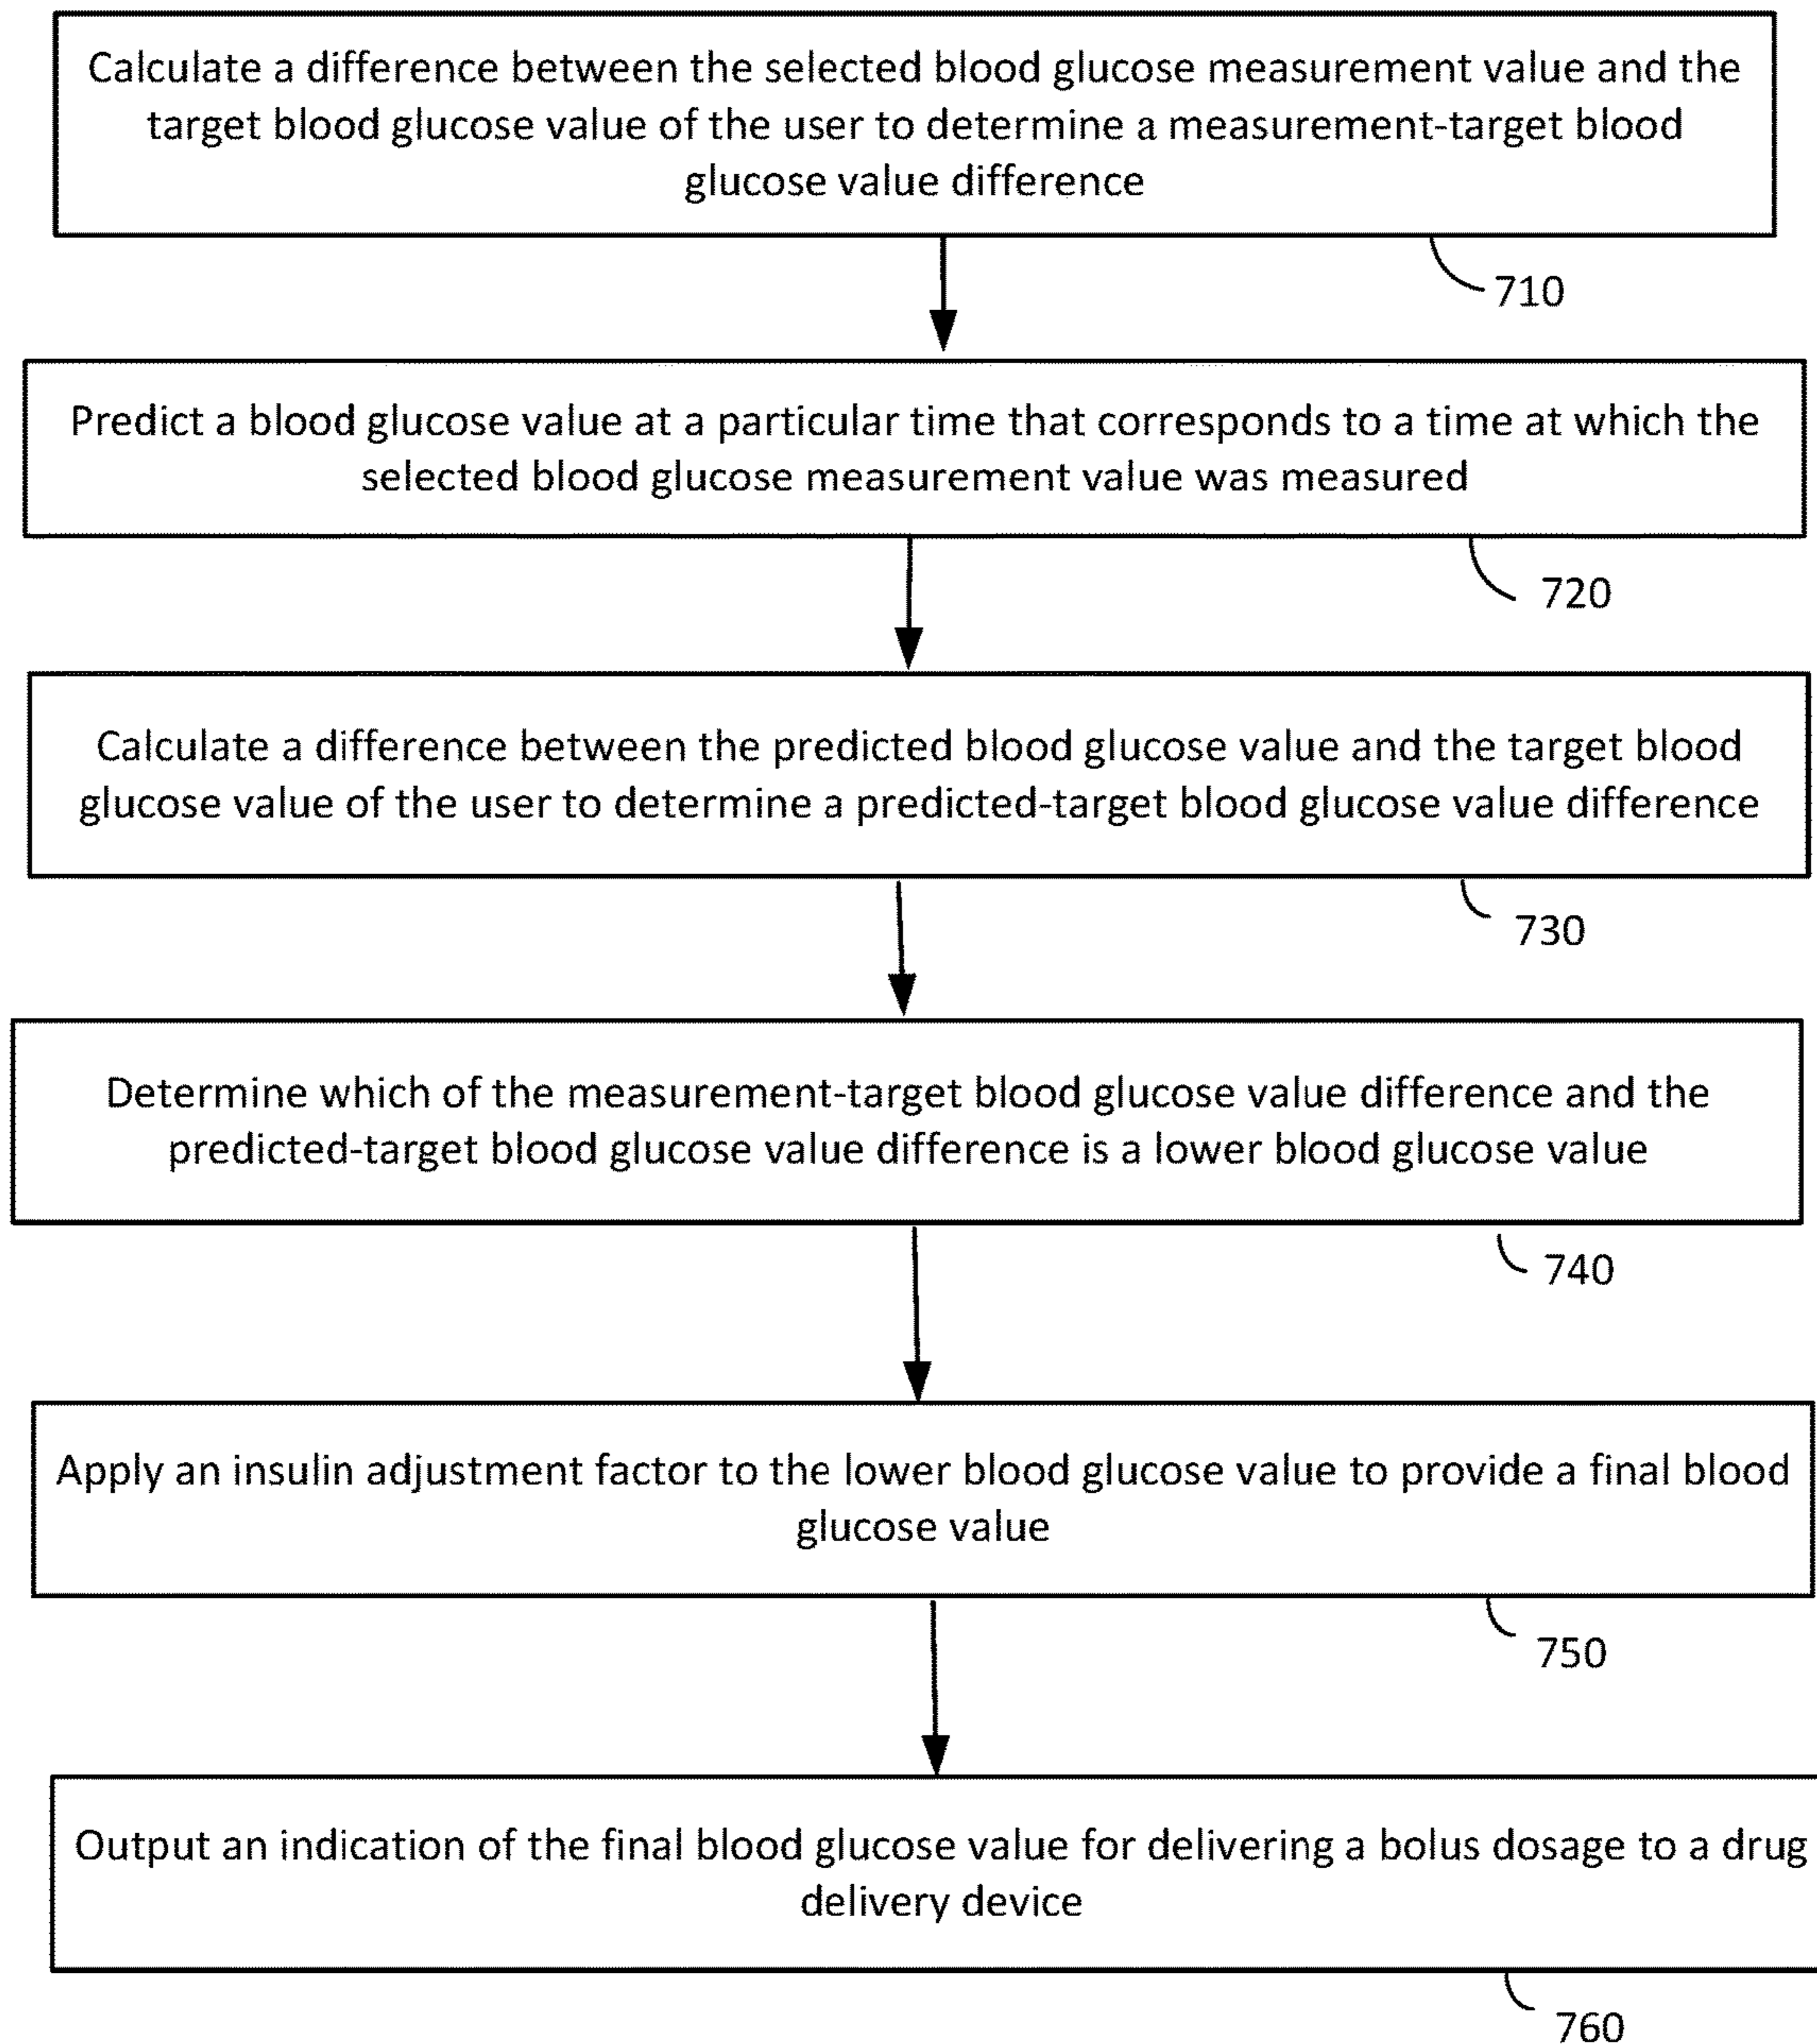 Calculate a difference between the selected blood glucose measurement value and the
target blood glucose value of the user to determine a measurement-target blood
glucose value difference
710
Predict a blood glucose value at a particular time that corresponds to a time at which the
selected blood glucose measurement value was measured
720
Calculate a difference between the predicted blood glucose value and the target blood
glucose value of the user to determine a predicted-target blood glucose value difference
730
Determine which of the measurement-target blood glucose value difference and the
predicted-target blood glucose value difference is a lower blood glucose value
740
Apply an insulin adjustment factor to the lower blood glucose value to provide a final blood
glucose value
750
Output an indication of the final blood glucose value for delivering a bolus dosage to a drug
delivery device
760